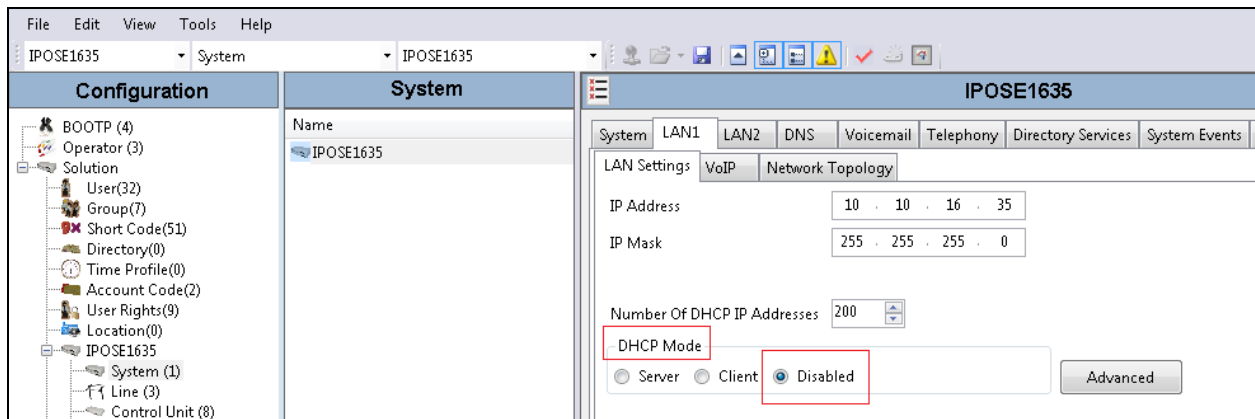 File Edit View Tools Help
IPOSE1635 System IPOSE1635
Configuration
BOOTP (4)
Operator (3)
Solution
User(32)
Group(7)
Short Code(51)
Directory(0)
Time Profile(0)
Account Code(2)
User Rights(9)
Location(0)
IPOSE1635
System (1)
Line (3)
Control Unit (8)
System
Name
IPOSE1635
IPOSE1635
System LAN1 LAN2 DNS Voicemail Telephony Directory Services System Events
LAN Settings VoIP Network Topology
IP Address 10 . 10 . 16 . 35
IP Mask 255 . 255 . 255 . 0
Number Of DHCP IP Addresses 200
DHCP Mode
Server Client Disabled Advanced